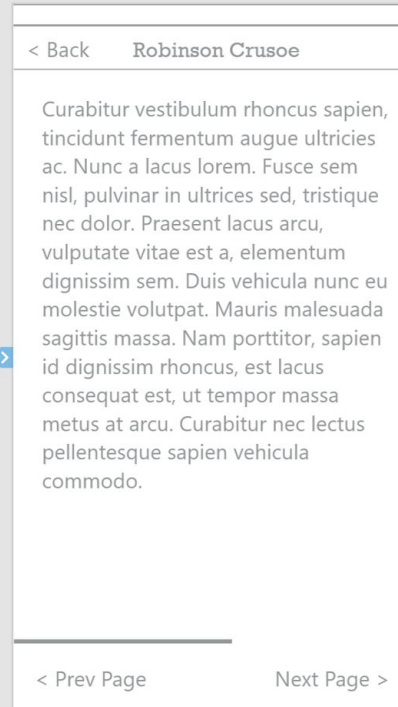 < Back Robinson Crusoe
Curabitur vestibulum rhoncus sapien,
tincidunt fermentum augue ultricies
ac. Nunc a lacus lorem. Fusce sem
nisl, pulvinar in ultrices sed, tristique
nec dolor. Praesent lacus arcu,
vulputate vitae est a, elementum
dignissim sem. Duis vehicula nunc eu
molestie volutpat. Mauris malesuada
sagittis massa. Nam porttitor, sapien
id dignissim rhoncus, est lacus
consequat est, ut tempor massa
metus at arcu. Curabitur nec lectus
pellentesque sapien vehicula
commodo.
< Prev Page Next Page >